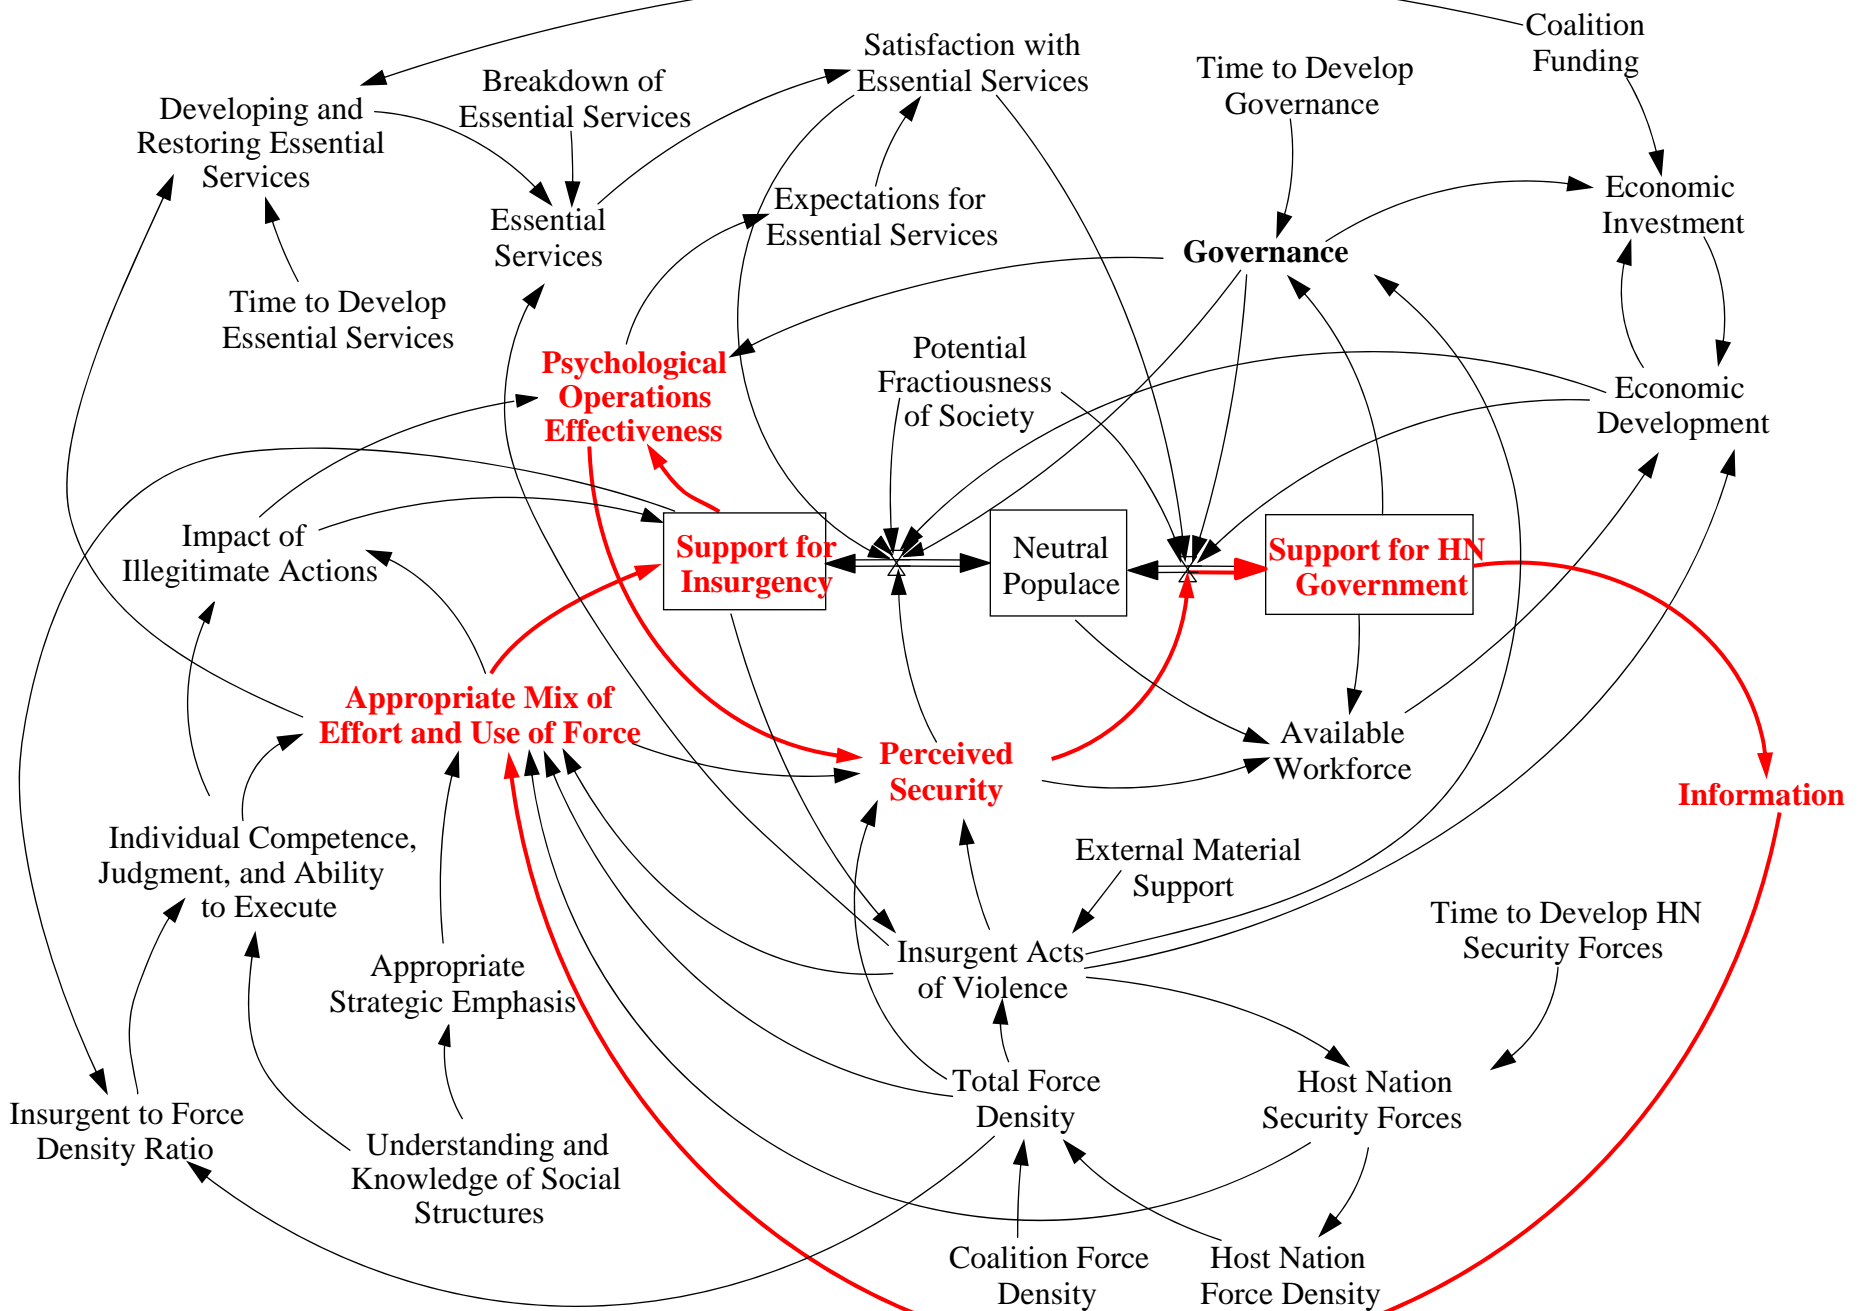 Coalition
Funding
Satisfaction with
Essential Services
Time to Develop
Governance
Breakdown of
Essential Services
Developing and
Restoring Essential
Services
Expectations for
Essential Services
Economic
Investment
Essential
Services
Governance
Time to Develop
Essential Services
Psychological
Operations
Effectiveness
Potential
Fractiousness
of Society
Economic
Development
Impact of
Illegitimate Actions
Support for
Insurgency
Neutral
Populace
Support for HN
Government
Appropriate Mix of
Effort and Use of Force
Perceived
Security
Available
Workforce
Information
Individual Competence,
Judgment, and Ability
to Execute
External Material
Support
Time to Develop HN
Security Forces
Appropriate
Strategic Emphasis
Insurgent Acts
of Violence
Insurgent to Force
Density Ratio
Understanding and
Knowledge of Social
Structures
Total Force
Density
Host Nation
Security Forces
Coalition Force
Density
Host Nation
Force Density